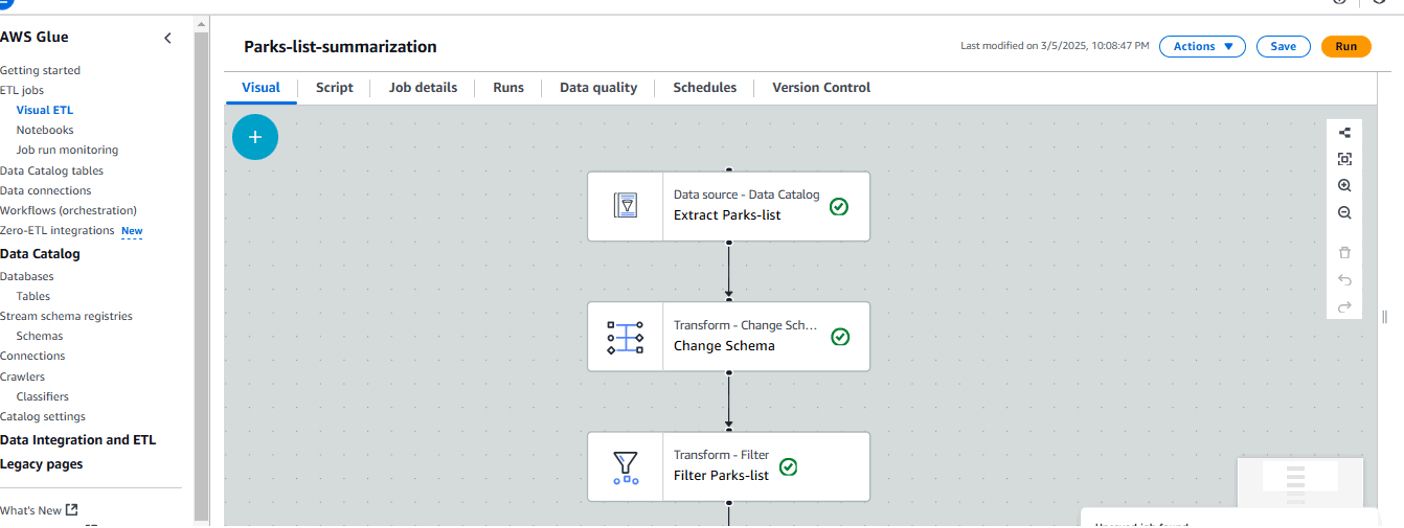 AWS Glue
Getting started
ETL jobs
Visual ETL
Notebooks
Job run monitoring
Data Catalog tables
Data connections
Workflows (orchestration)
Zero-ETL integrations New
Data Catalog
Databases
Tables
Stream schema registries
Schemas
Connections
Crawlers
Classifiers
Catalog settings
Data Integration and ETL
Legacy pages
What's New
Parks-list-summarization
Last modified on 3/5/2025, 10:08:47 PM
Actions
Save
Run
Visual Script Job details Runs Data quality Schedules Version Control
Data source - Data Catalog
Extract Parks-list
Transform - Change Sch...
Change Schema
Transform - Filter
Filter Parks-list